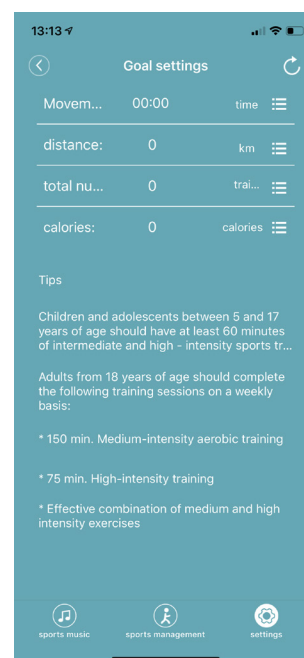 13:13
Goal settings
Movem... 00:00 time
distance: 0 km
total nu... 0 trai...
calories: 0 calories
Tips
Children and adolescents between 5 and 17
years of age should have at least 60 minutes
of intermediate and high - intensity sports tr...
Adults from 18 years of age should complete
the following training sessions on a weekly
basis:
* 150 min. Medium-intensity aerobic training
* 75 min. High-intensity training
* Effective combination of medium and high
intensity exercises
sports music sports management settings